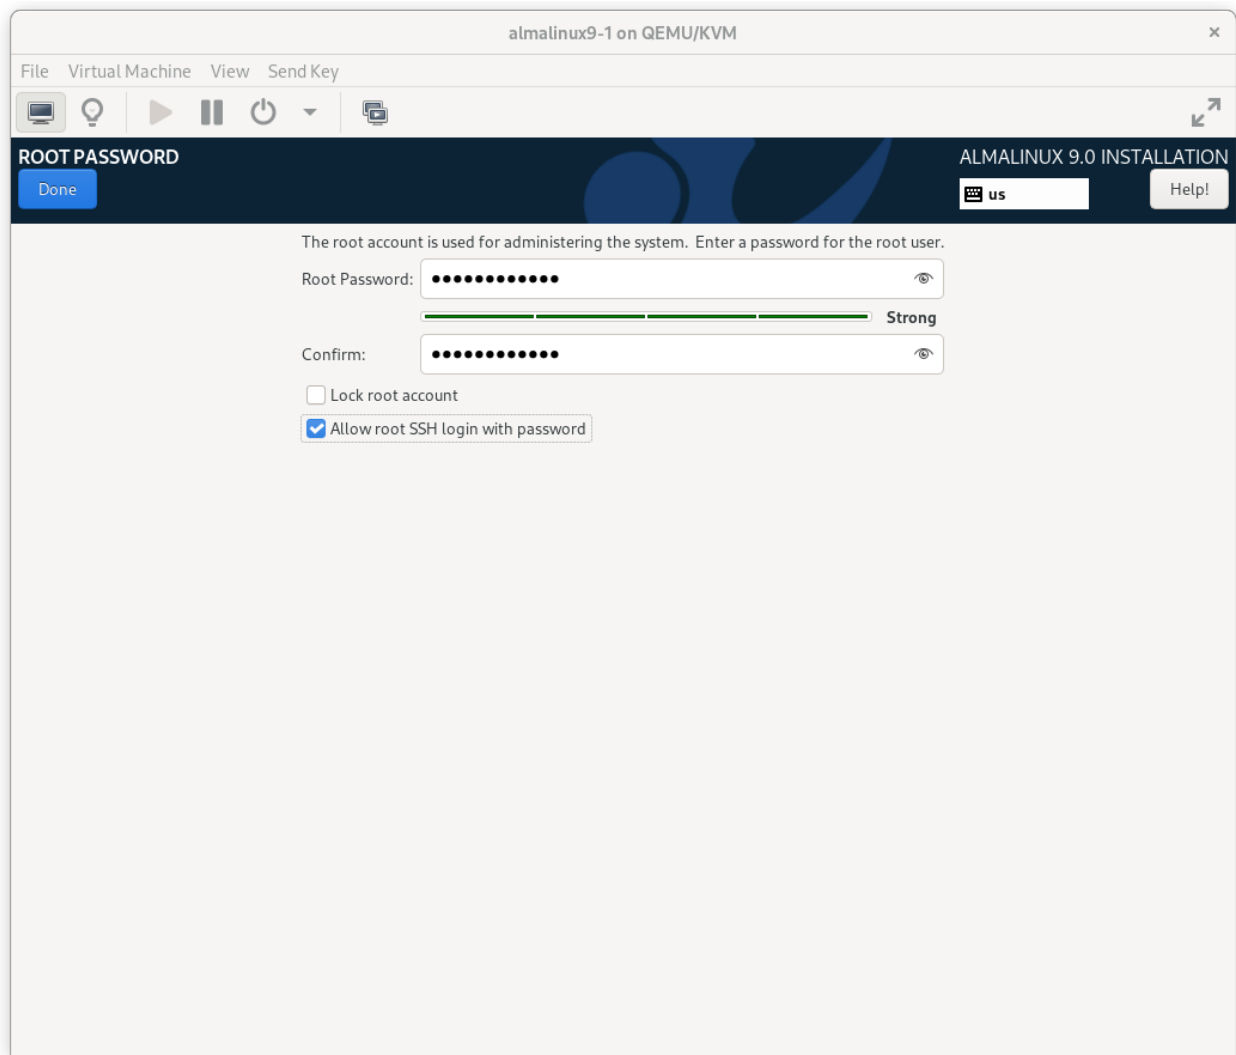 almalinux9-1 on QEMU/KVM
File Virtual Machine View Send Key
ROOT PASSWORD
ALMALINUX 9.0 INSTALLATION
Done
us
Help!
The root account is used for administering the system. Enter a password for the root user.
Root Password: ●●●●●●●●●●●●
Strong
Confirm: ●●●●●●●●●●●●
Lock root account
Allow root SSH login with password